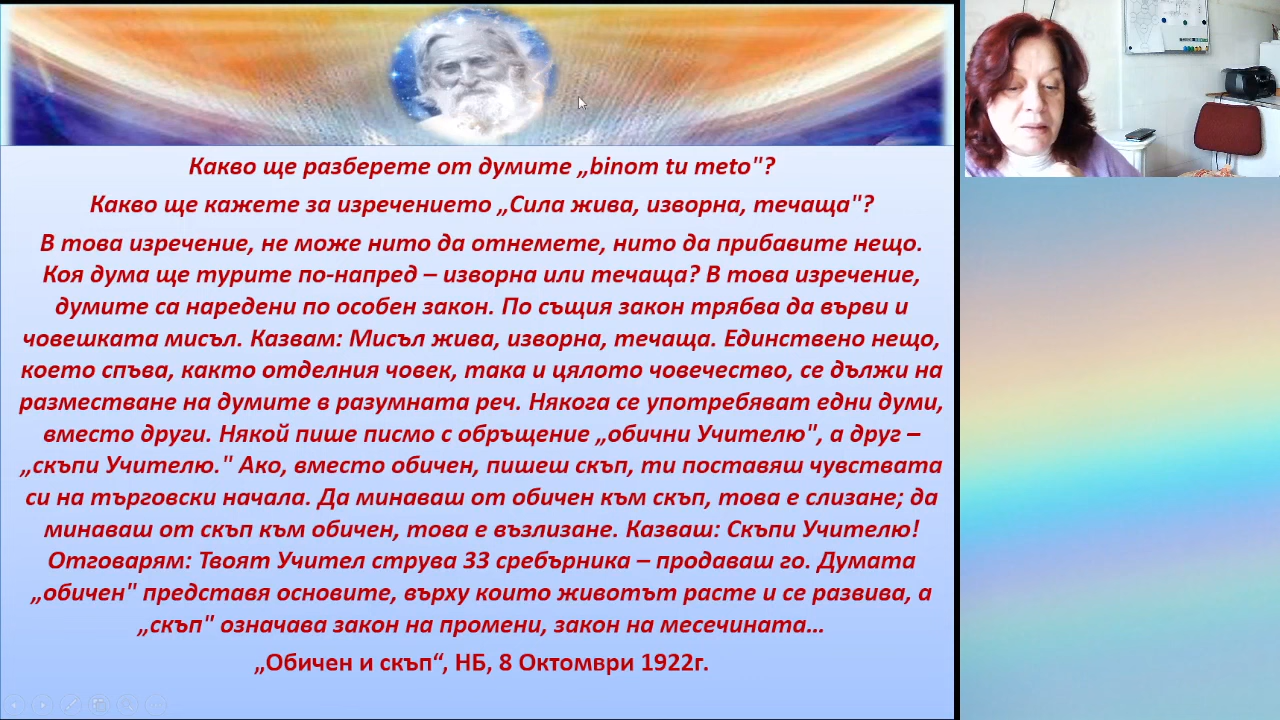 Какво ще разберете от думите „binom tu meto"?
Какво ще кажете за изречението „Сила жива, изворна, течаща"?
В това изречение, не може нито да отнемете, нито да прибавите нещо.
Коя дума ще турите по-напред – изворна или течаща? В това изречение,
думите са наредени по особен закон. По същия закон трябва да върви и
човешката мисъл. Казвам: Мисъл жива, изворна, течаща. Единствено нещо,
което спъва, както отделния човек, така и цялото човечество, се дължи на
разместване на думите в разумната реч. Някога се употребяват едни думи,
вместо други. Някой пише писмо с обръщение „обични Учителю", а друг –
„скъпи Учителю." Ако, вместо обичен, пишеш скъп, ти поставяш чувствата
си на търговски начала. Да минаваш от обичен към скъп, това е слизане; да
минаваш от скъп към обичен, това е възлизане. Казваш: Скъпи Учителю!
Отговарям: Твоят Учител струва 33 сребърника – продаваш го. Думата
„обичен" представя основите, върху които животът расте и се развива, а
„скъп" означава закон на промени, закон на месечината...
„Обичен и скъп“, НБ, 8 Октомври 1922г.